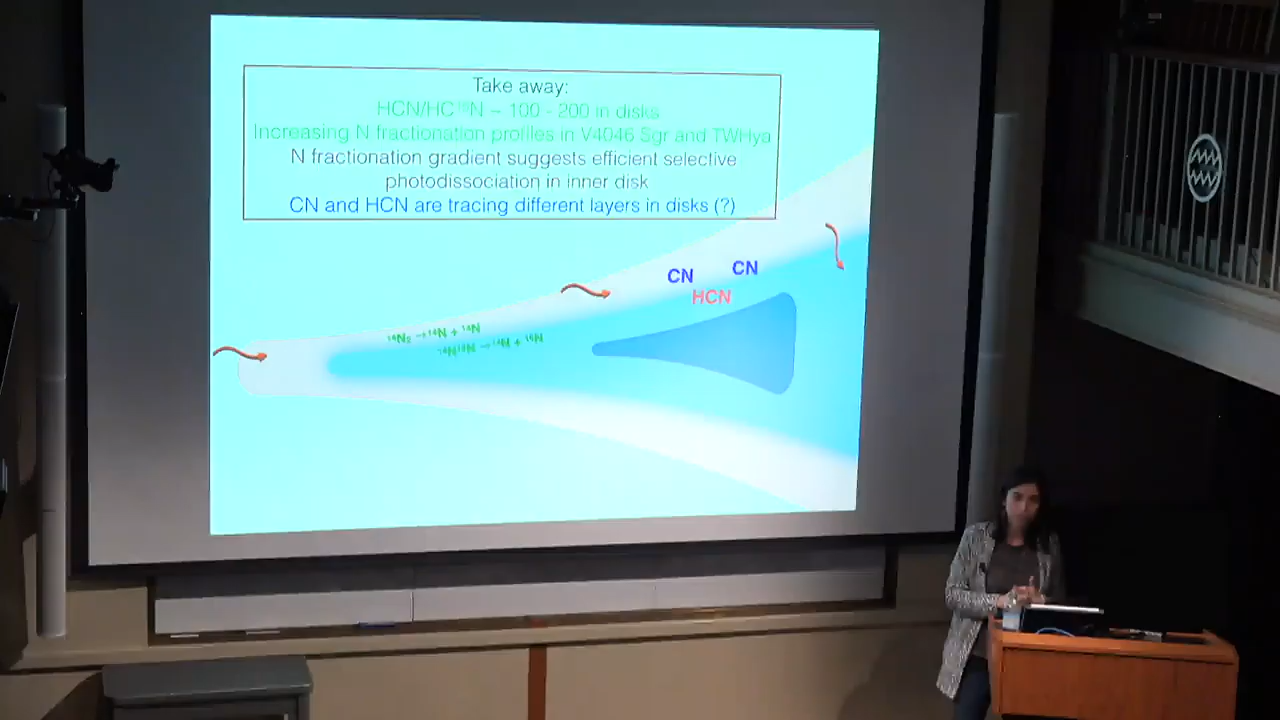 Take away:
HCN/HC¹⁵N ~ 100 - 200 in disks
Increasing N fractionation profiles in V4046 Sgr and TWHya
N fractionation gradient suggests efficient selective
photodissociation in inner disk
CN and HCN are tracing different layers in disks (?)
CN
CN
HCN